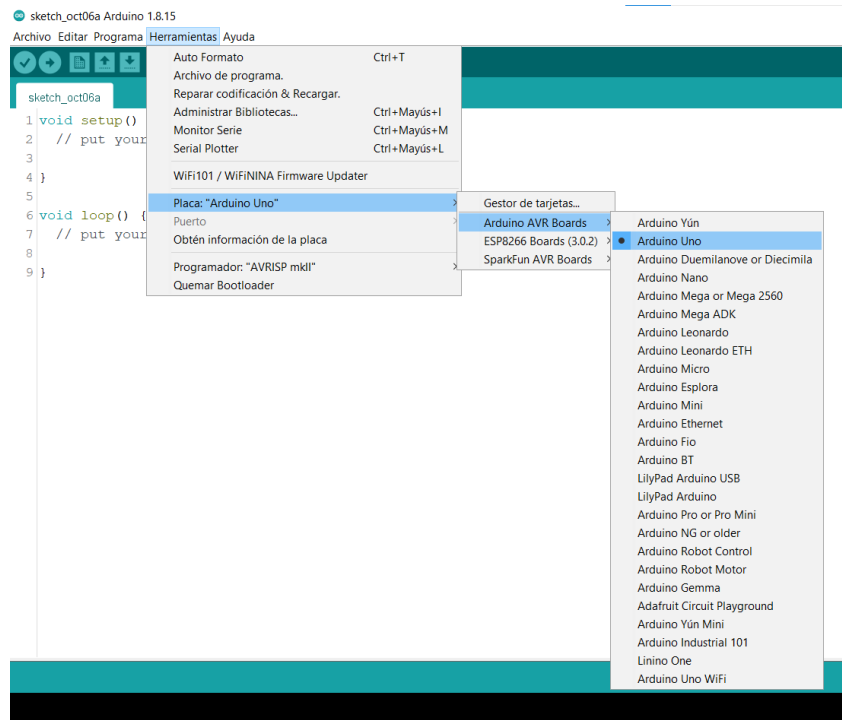 sketch_oct06a Arduino 1.8.15
Archivo Editar Programa Herramientas Ayuda
sketch_oct06a
1 void setup()
2 // put your
3
4 }
5
6 void loop() {
7 // put your
8
9 }
Auto Formato Ctrl+T
Archivo de programa.
Reparar codificación & Recargar.
Administrar Bibliotecas... Ctrl+Mayús+I
Monitor Serie Ctrl+Mayús+M
Serial Plotter Ctrl+Mayús+L
WiFi101 / WiFiNINA Firmware Updater
Placa: "Arduino Uno"
Puerto
Obtén información de la placa
Programador: "AVRISP mkII"
Quemar Bootloader
Gestor de tarjetas...
Arduino AVR Boards
ESP8266 Boards (3.0.2)
SparkFun AVR Boards
Arduino Yún
Arduino Uno
Arduino Duemilanove or Diecimila
Arduino Nano
Arduino Mega or Mega 2560
Arduino Mega ADK
Arduino Leonardo
Arduino Leonardo ETH
Arduino Micro
Arduino Esplora
Arduino Mini
Arduino Ethernet
Arduino Fio
Arduino BT
LilyPad Arduino USB
LilyPad Arduino
Arduino Pro or Pro Mini
Arduino NG or older
Arduino Robot Control
Arduino Robot Motor
Arduino Gemma
Adafruit Circuit Playground
Arduino Yún Mini
Arduino Industrial 101
Linino One
Arduino Uno WiFi